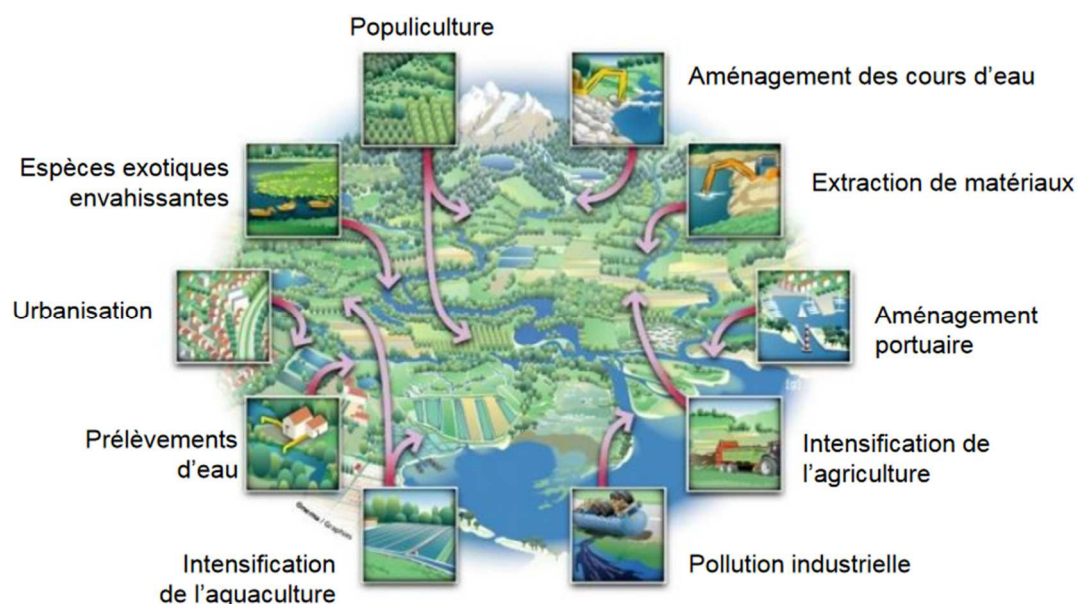 Populiculture
Aménagement des cours d'eau
Espèces exotiques
envahissantes
Extraction de matériaux
Urbanisation
Aménagement
portuaire
Prélèvements
d'eau
Intensification de
l'agriculture
Intensification
de l'aquaculture
Pollution industrielle